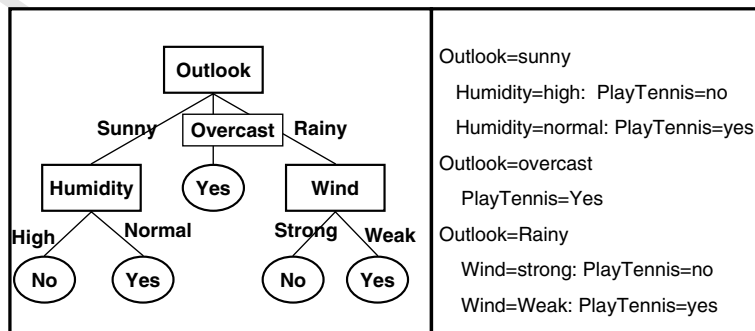 Outlook
Sunny Overcast Rainy
Humidity Yes Wind
High Normal Strong Weak
No Yes No Yes
Outlook=sunny
Humidity=high: PlayTennis=no
Humidity=normal: PlayTennis=yes
Outlook=overcast
PlayTennis=Yes
Outlook=Rainy
Wind=strong: PlayTennis=no
Wind=Weak: PlayTennis=yes